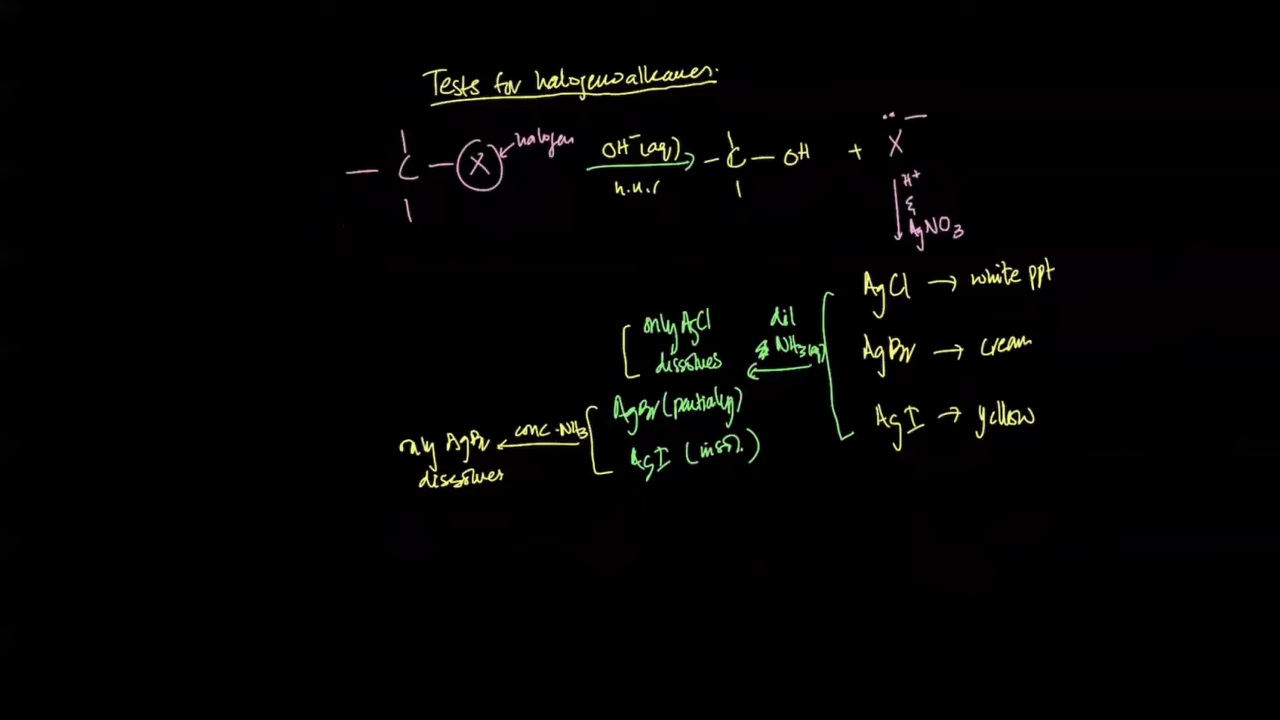 Tests for halogenoalkanes.
— C — X halogen OH⁻(aq) h.u.r — C — OH + X⁻
H⁺
&
AgNO₃
AgCl → white ppt
AgBr → cream
AgI → yellow
dil
NH₃(aq)
only AgCl
dissolves
AgBr (partially)
AgI (insol.)
conc. NH₃
only AgBr
dissolves